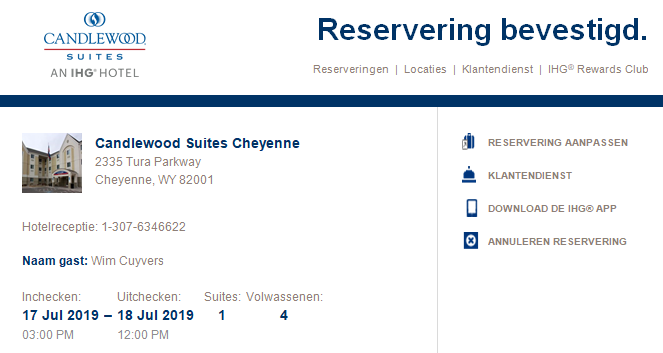 CANDLEWOOD
SUITES
AN IHG® HOTEL
Reservering bevestigd.
Reserveringen | Locaties | Klantendienst | IHG® Rewards Club
Candlewood Suites Cheyenne
2335 Tura Parkway
Cheyenne, WY 82001
Hotelreceptie: 1-307-6346622
Naam gast: Wim Cuyvers
Inchecken: Uitchecken: Suites: Volwassenen:
17 Jul 2019 – 18 Jul 2019 1 4
03:00 PM 12:00 PM
RESERVERING AANPASSEN
KLANTENDIENST
DOWNLOAD DE IHG® APP
ANNULEREN RESERVERING